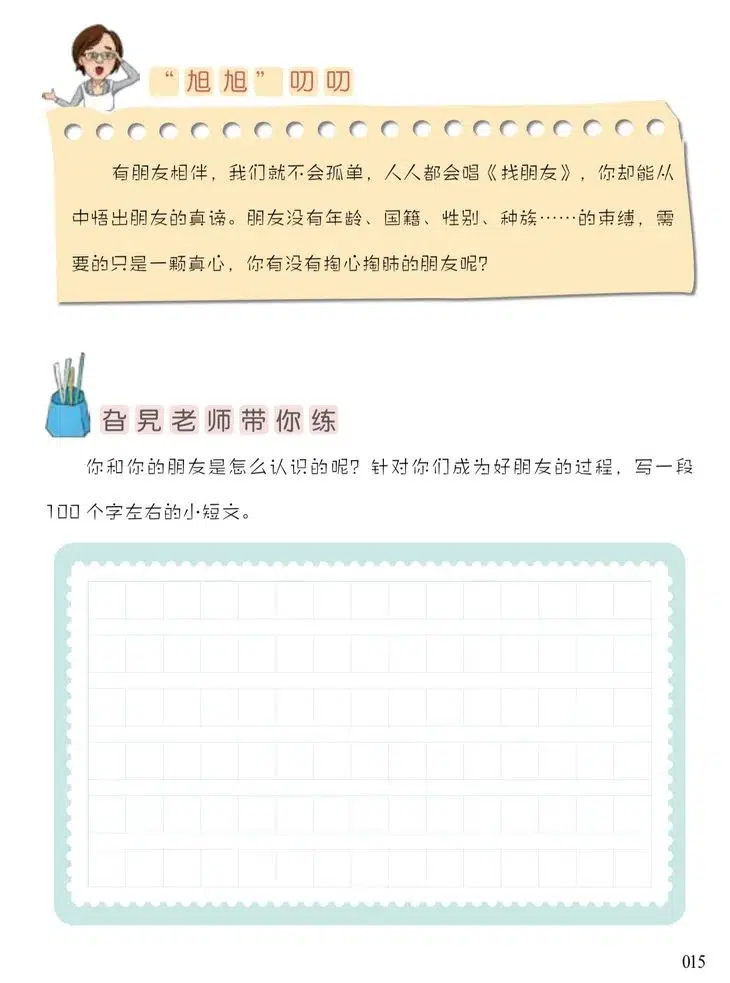 “旭旭”叨叨
有朋友相伴，我们就不会孤单，人人都会唱《找朋友》，你却能从
中悟出朋友的真谛。朋友没有年龄、国籍、性别、种族……的束缚，需
要的只是一颗真心，你有没有掏心掏肺的朋友呢？
旮旯老师带你练
你和你的朋友是怎么认识的呢？针对你们成为好朋友的过程，写一段
100个字左右的小短文。
015